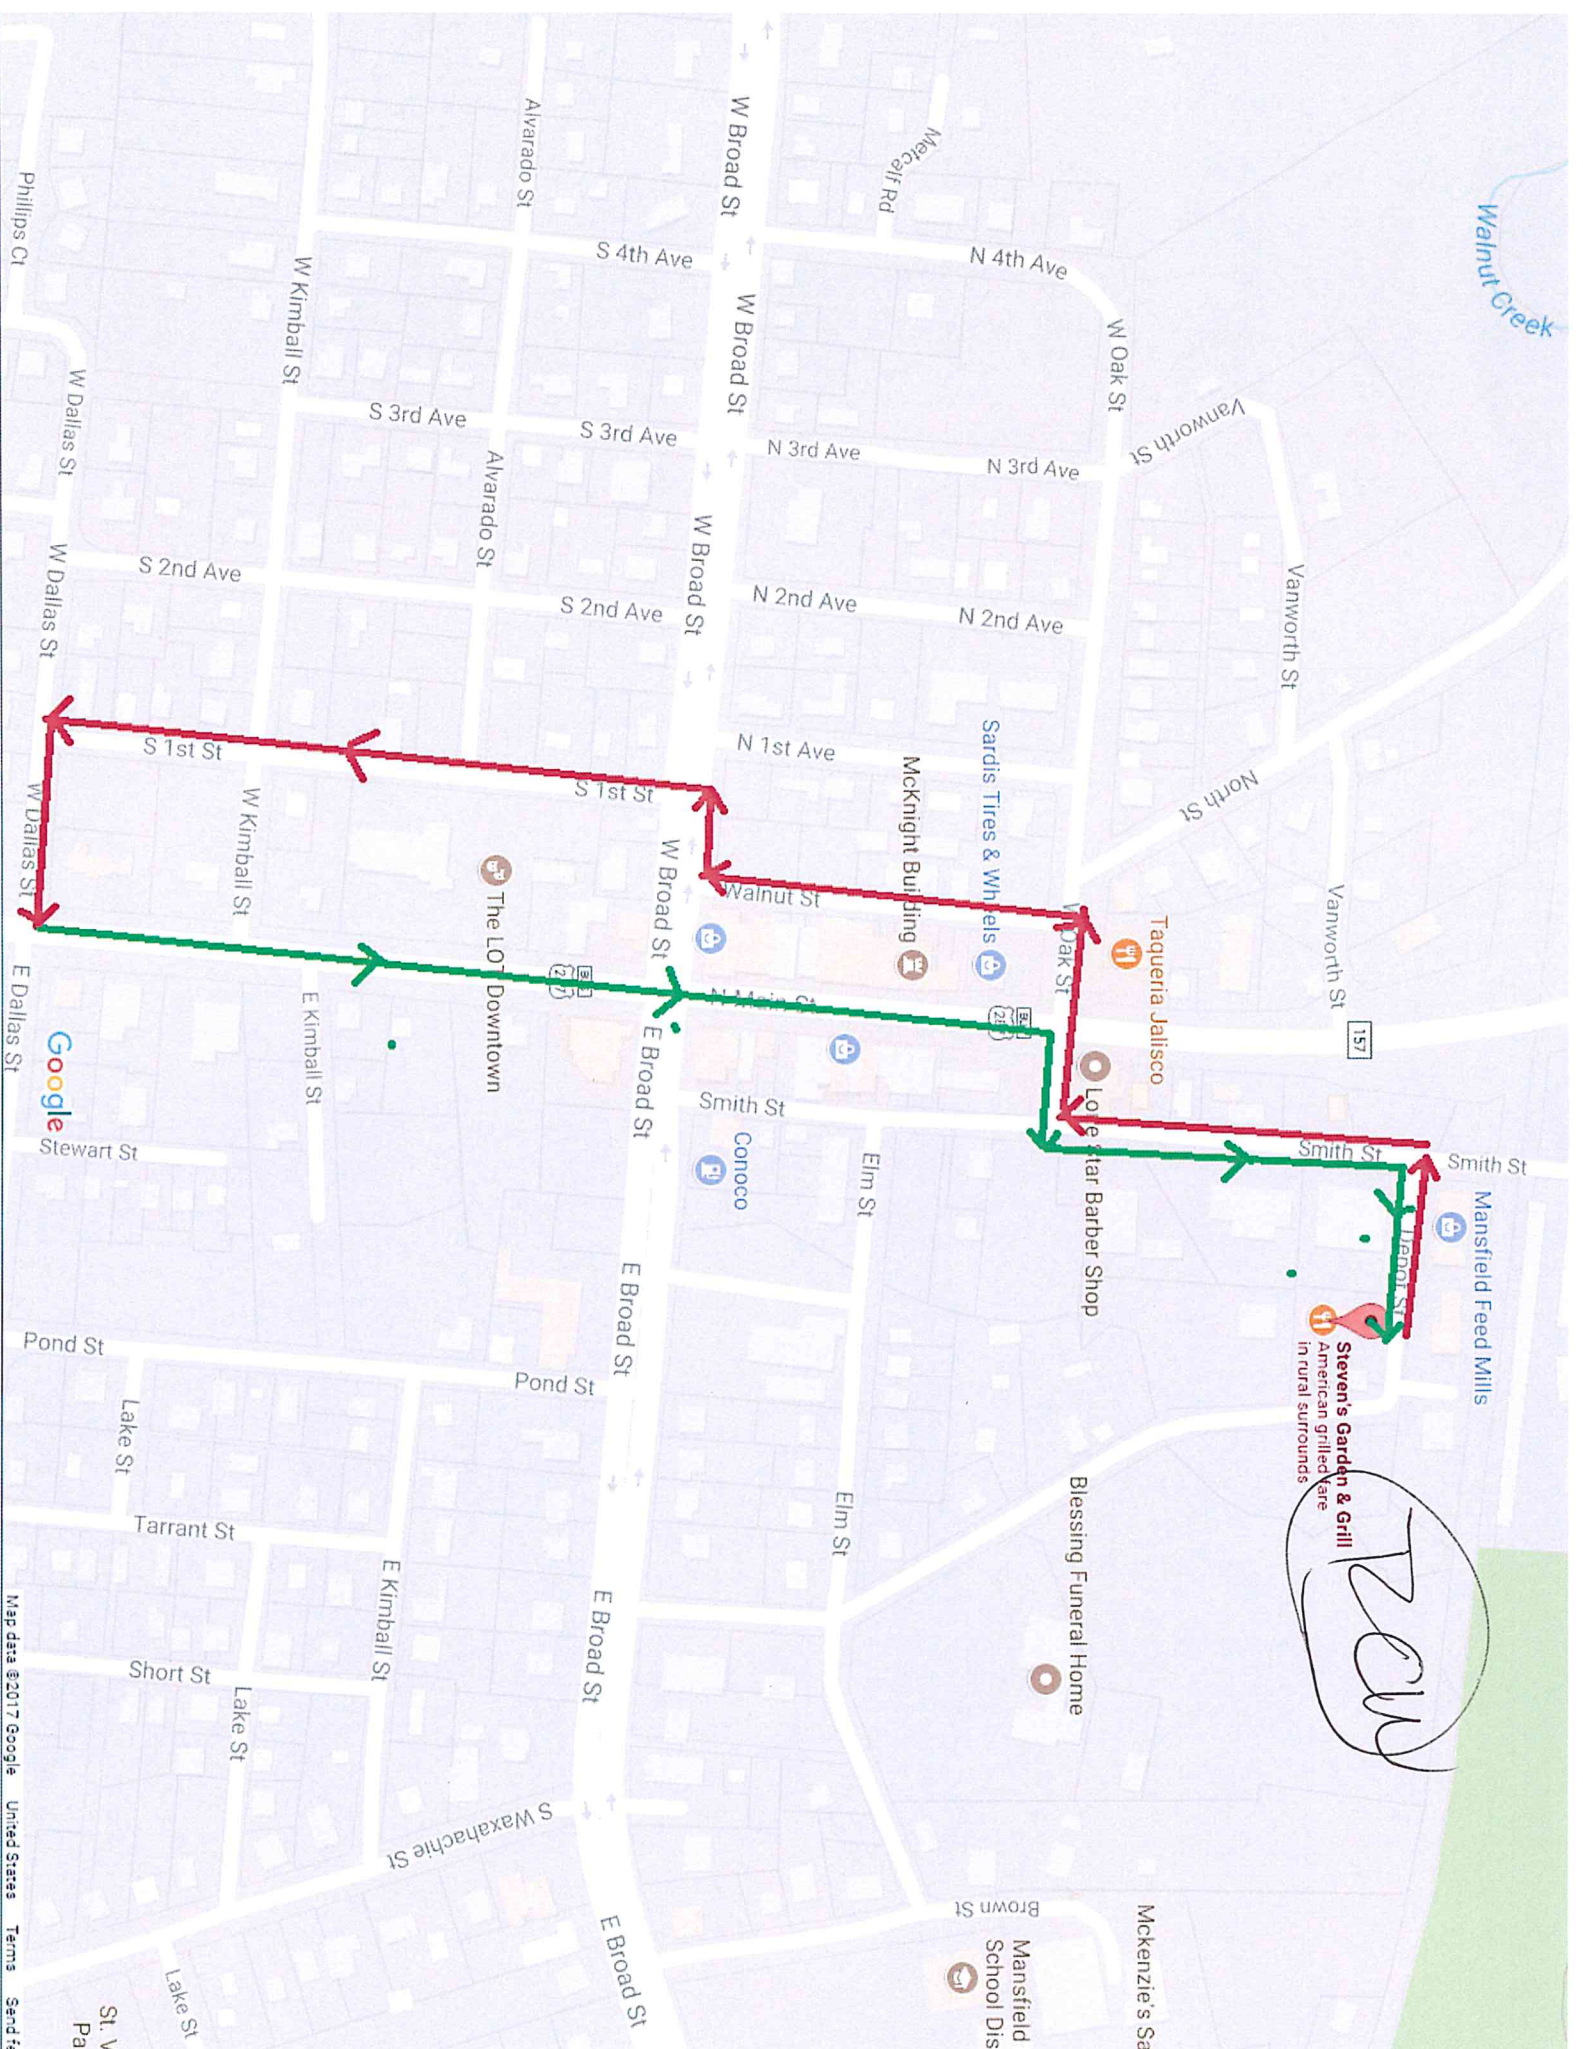 Walnut Creek
Metcalf Rd
Alvarado St
W Broad St
Phillips Ct
S 4th Ave
N 4th Ave
W Kimball St
W Broad St
W Oak St
W Dallas St
S 3rd Ave
S 3rd Ave
N 3rd Ave
N 3rd Ave
Vanworth St
Alvarado St
W Broad St
Vanworth St
W Dallas St
S 2nd Ave
S 2nd Ave
N 2nd Ave
N 2nd Ave
S 1st St
S 1st St
N 1st Ave
North St
Sardis Tires & Wheels
McKnight Building
W Dallas St
W Kimball St
W Broad St
Walnut St
W Oak St
Vanworth St
Taqueria Jalisco
The LOT Downtown
N Main St
157
E Dallas St
Google
E Kimball St
E Broad St
Smith St
Conoco
Elm St
Lone Star Barber Shop
Smith St
Smith St
Depot St
Mansfield Feed Mills
Stewart St
Steven's Garden & Grill
American grilled fare
in rural surrounds
E Broad St
Pond St
Pond St
Lake St
Elm St
Blessing Funeral Home
Tarrant St
E Kimball St
E Broad St
Short St
Lake St
S Waxahachie St
Brown St
Mckenzie's Sa
Mansfield
School Dis
E Broad St
Lake St
St. V
Pa
Map data ©2017 Google United States Terms Send fe